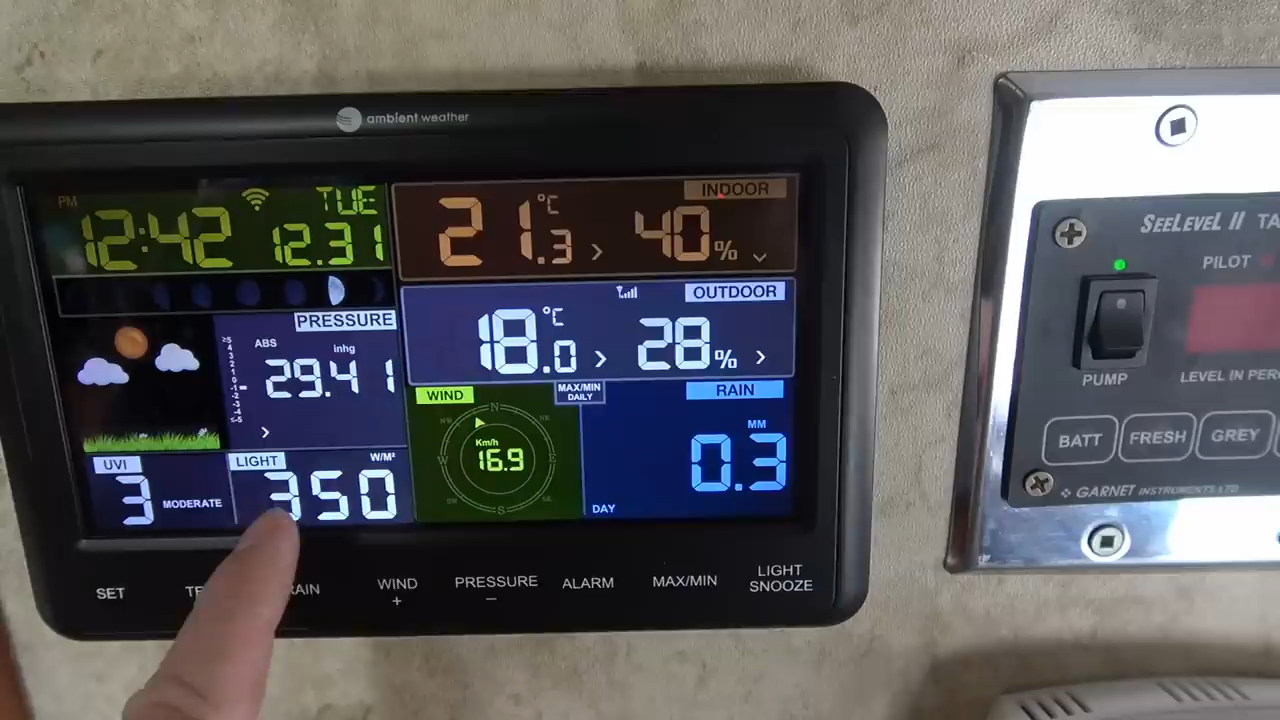 ambient weather
PM
12:42
TUE
12.31
PRESSURE
ABS
inhg
29.41
UVI
3
MODERATE
LIGHT
W/M²
350
INDOOR
21.3 °C
40%
OUTDOOR
18.0 °C
28%
WIND
MAX/MIN
DAILY
N
Km/h
16.9
W
E
S
RAIN
MM
0.3
DAY
SET
WIND
+
PRESSURE
−
ALARM
MAX/MIN
LIGHT
SNOOZE
SEELEVEL II TA
PILOT
PUMP
LEVEL IN PER
BATT
FRESH
GREY
GARNET INSTRUMENTS LTD